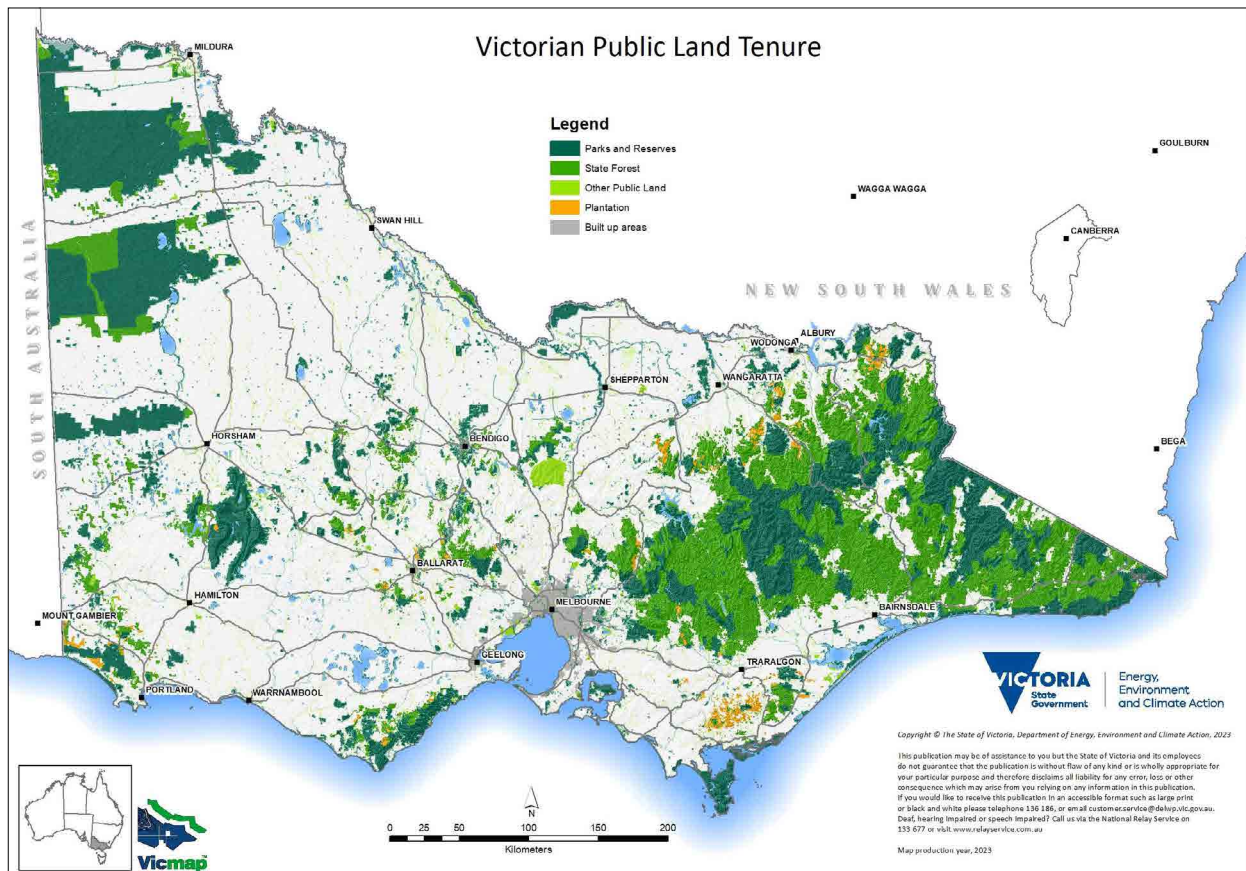 Victorian Public Land Tenure
MILDURA
Legend
Parks and Reserves
State Forest
Other Public Land
Plantation
Built up areas
GOULBURN
WAGGA WAGGA
SWAN HILL
CANBERRA
SOUTH AUSTRALIA
NEW SOUTH WALES
ALBURY
WODONGA
WANGARATTA
SHEPPARTON
HORSHAM
BENDIGO
BEGA
BALLARAT
HAMILTON
MELBOURNE
BAIRNSDALE
MOUNT GAMBIER
GEELONG
TRARALGON
PORTLAND
WARRNAMBOOL
VICTORIA
State
Government
Energy,
Environment
and Climate Action
Copyright © The State of Victoria, Department of Energy, Environment and Climate Action, 2023
This publication may be of assistance to you but the State of Victoria and its employees
do not guarantee that the publication is without flaw of any kind or is wholly appropriate for
your particular purpose and therefore disclaims all liability for any error, loss or other
consequence which may arise from you relying on any information in this publication.
If you would like to receive this publication in an accessible format such as large print
or black and white please telephone 136 186, or email customer.service@delwp.vic.gov.au.
Deaf, hearing impaired or speech impaired? Call us via the National Relay Service on
133 677 or visit www.relayservice.com.au
Map production year, 2023
N
0 25 50 100 150 200
Kilometers
Vicmap™